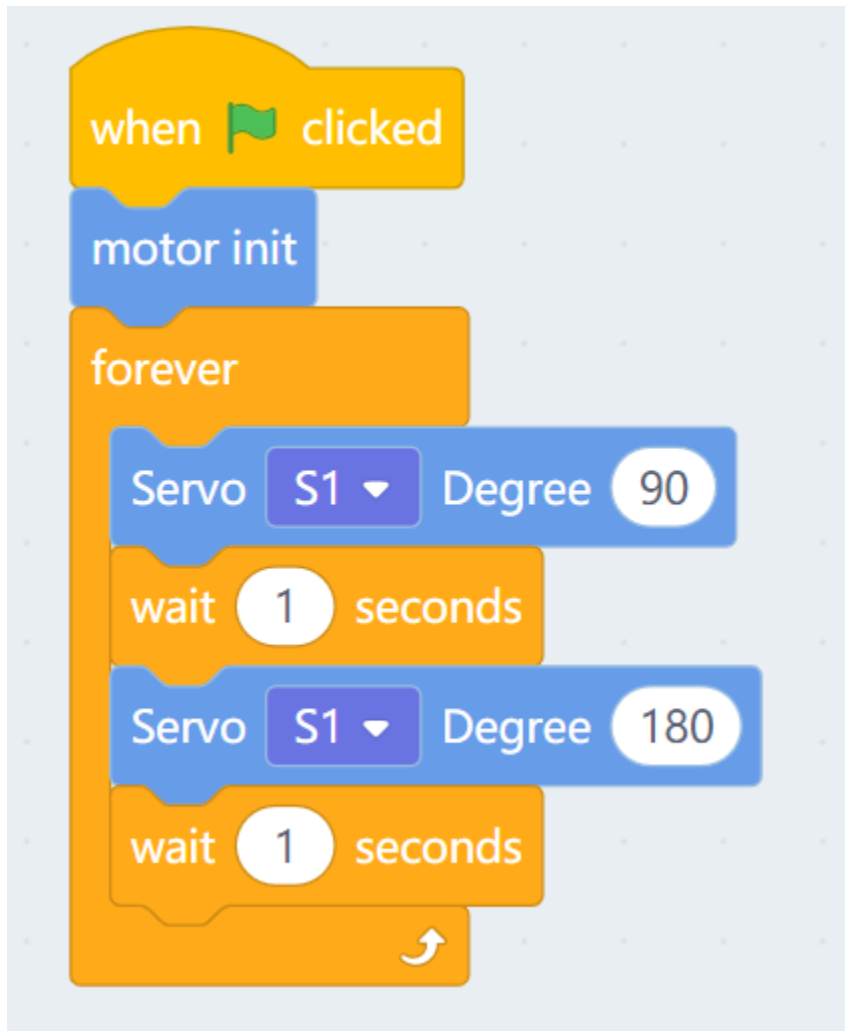 when clicked
motor init
forever
Servo S1 Degree 90
wait 1 seconds
Servo S1 Degree 180
wait 1 seconds